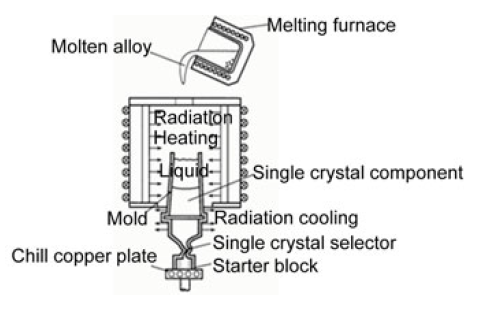 Melting furnace
Molten alloy
Radiation
Heating
Liquid
Single crystal component
Mold
Radiation cooling
Single crystal selector
Chill copper plate
Starter block